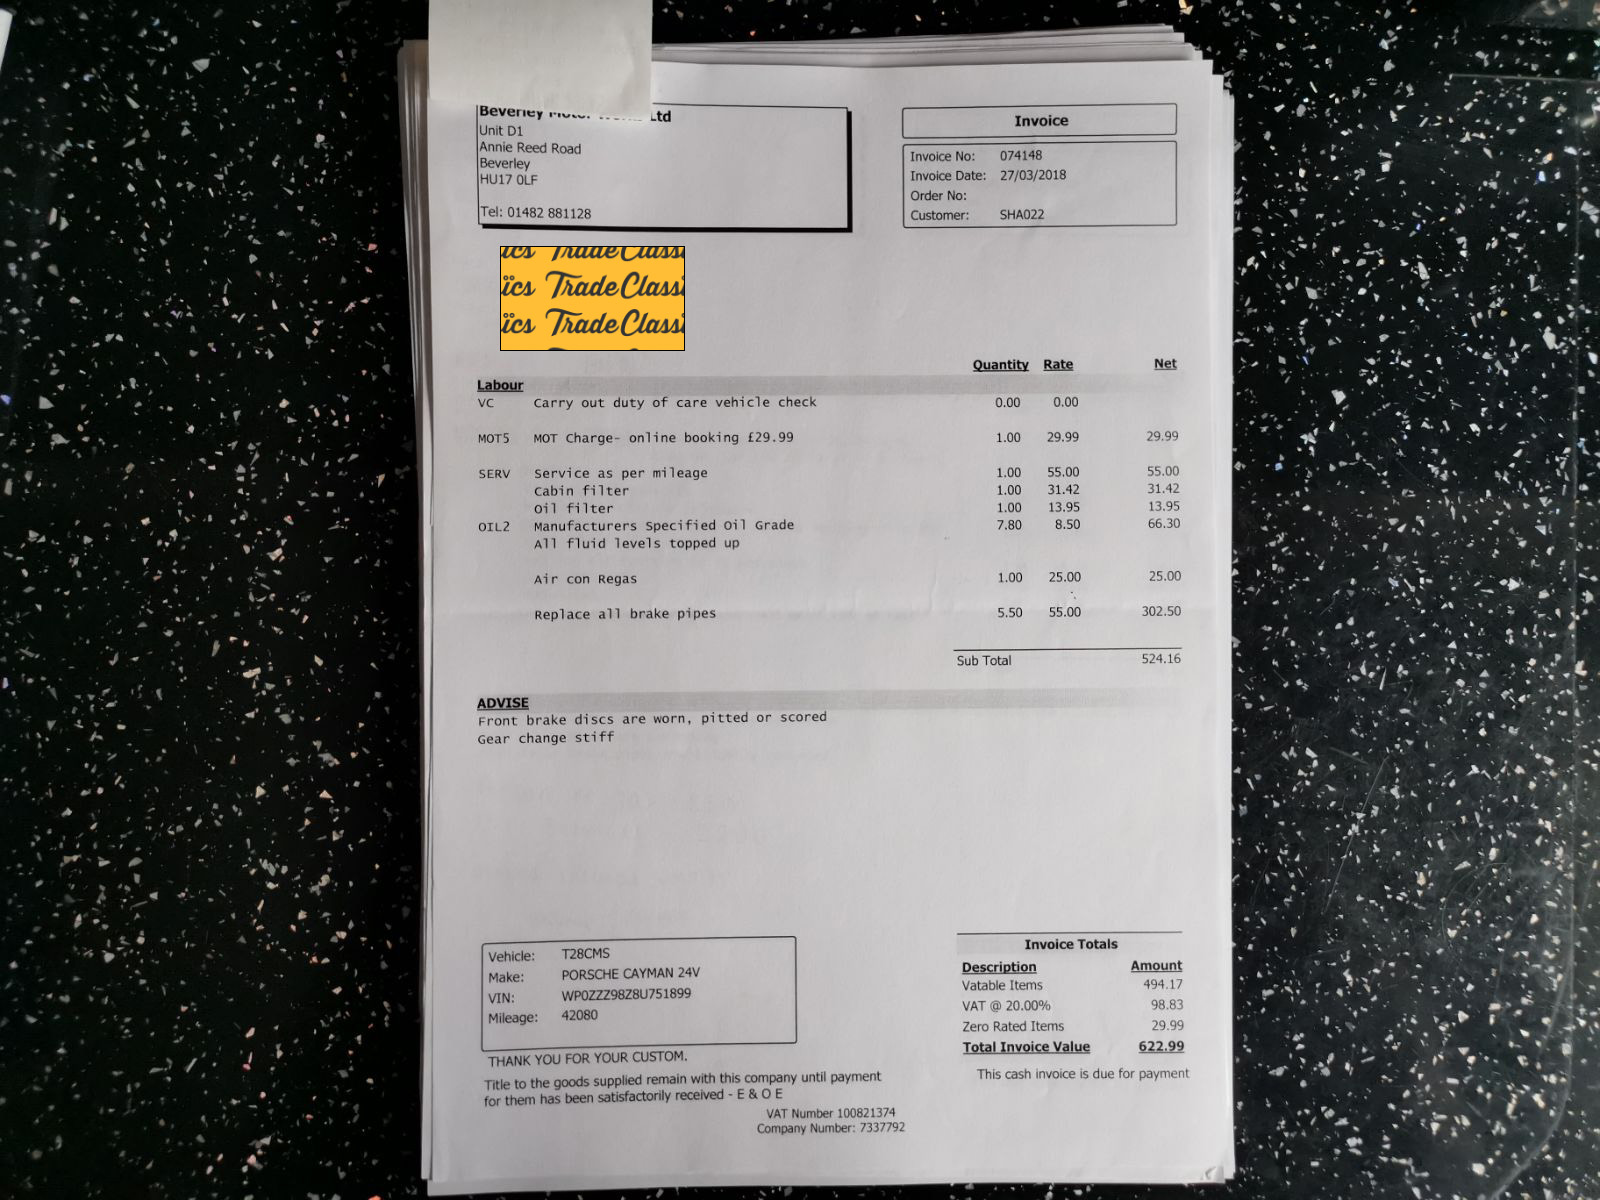 Beverley Motor Works Ltd
Unit D1
Annie Reed Road
Beverley
HU17 0LF
Tel: 01482 881128
Invoice
Invoice No: 074148
Invoice Date: 27/03/2018
Order No:
Customer: SHA022
ics TradeClassi
ics TradeClassi
ics TradeClassi
Quantity Rate Net
Labour
VC Carry out duty of care vehicle check 0.00 0.00
MOT5 MOT Charge- online booking £29.99 1.00 29.99 29.99
SERV Service as per mileage 1.00 55.00 55.00
Cabin filter 1.00 31.42 31.42
Oil filter 1.00 13.95 13.95
OIL2 Manufacturers Specified Oil Grade 7.80 8.50 66.30
All fluid levels topped up
Air con Regas 1.00 25.00 25.00
Replace all brake pipes 5.50 55.00 302.50
Sub Total 524.16
ADVISE
Front brake discs are worn, pitted or scored
Gear change stiff
Vehicle: T28CMS
Make: PORSCHE CAYMAN 24V
VIN: WP0ZZZ98Z8U751899
Mileage: 42080
Invoice Totals
Description Amount
Vatable Items 494.17
VAT @ 20.00% 98.83
Zero Rated Items 29.99
Total Invoice Value 622.99
This cash invoice is due for payment
THANK YOU FOR YOUR CUSTOM.
Title to the goods supplied remain with this company until payment
for them has been satisfactorily received - E & O E
VAT Number 100821374
Company Number: 7337792